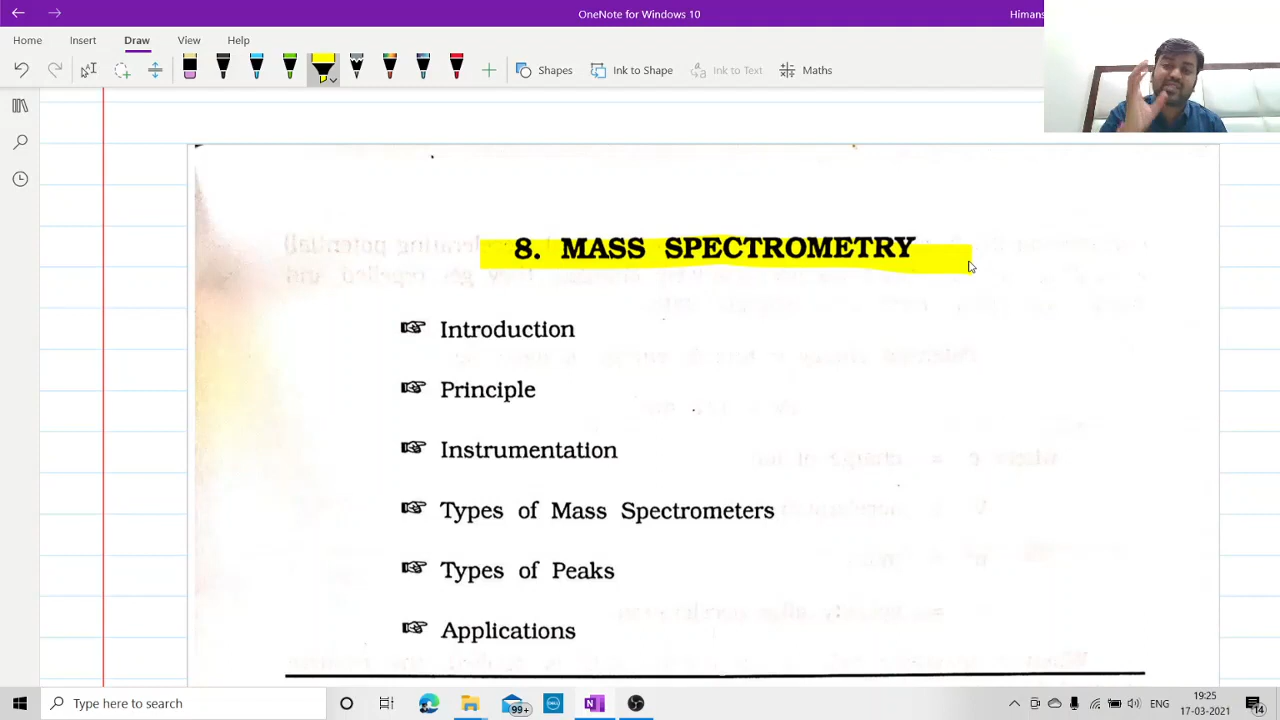 OneNote for Windows 10
Himans
Home Insert Draw View Help
Shapes Ink to Shape Ink to Text Maths
8. MASS SPECTROMETRY
Introduction
Principle
Instrumentation
Types of Mass Spectrometers
Types of Peaks
Applications
Type here to search
99+
DELL
N
ENG
19:25
17-03-2021
14